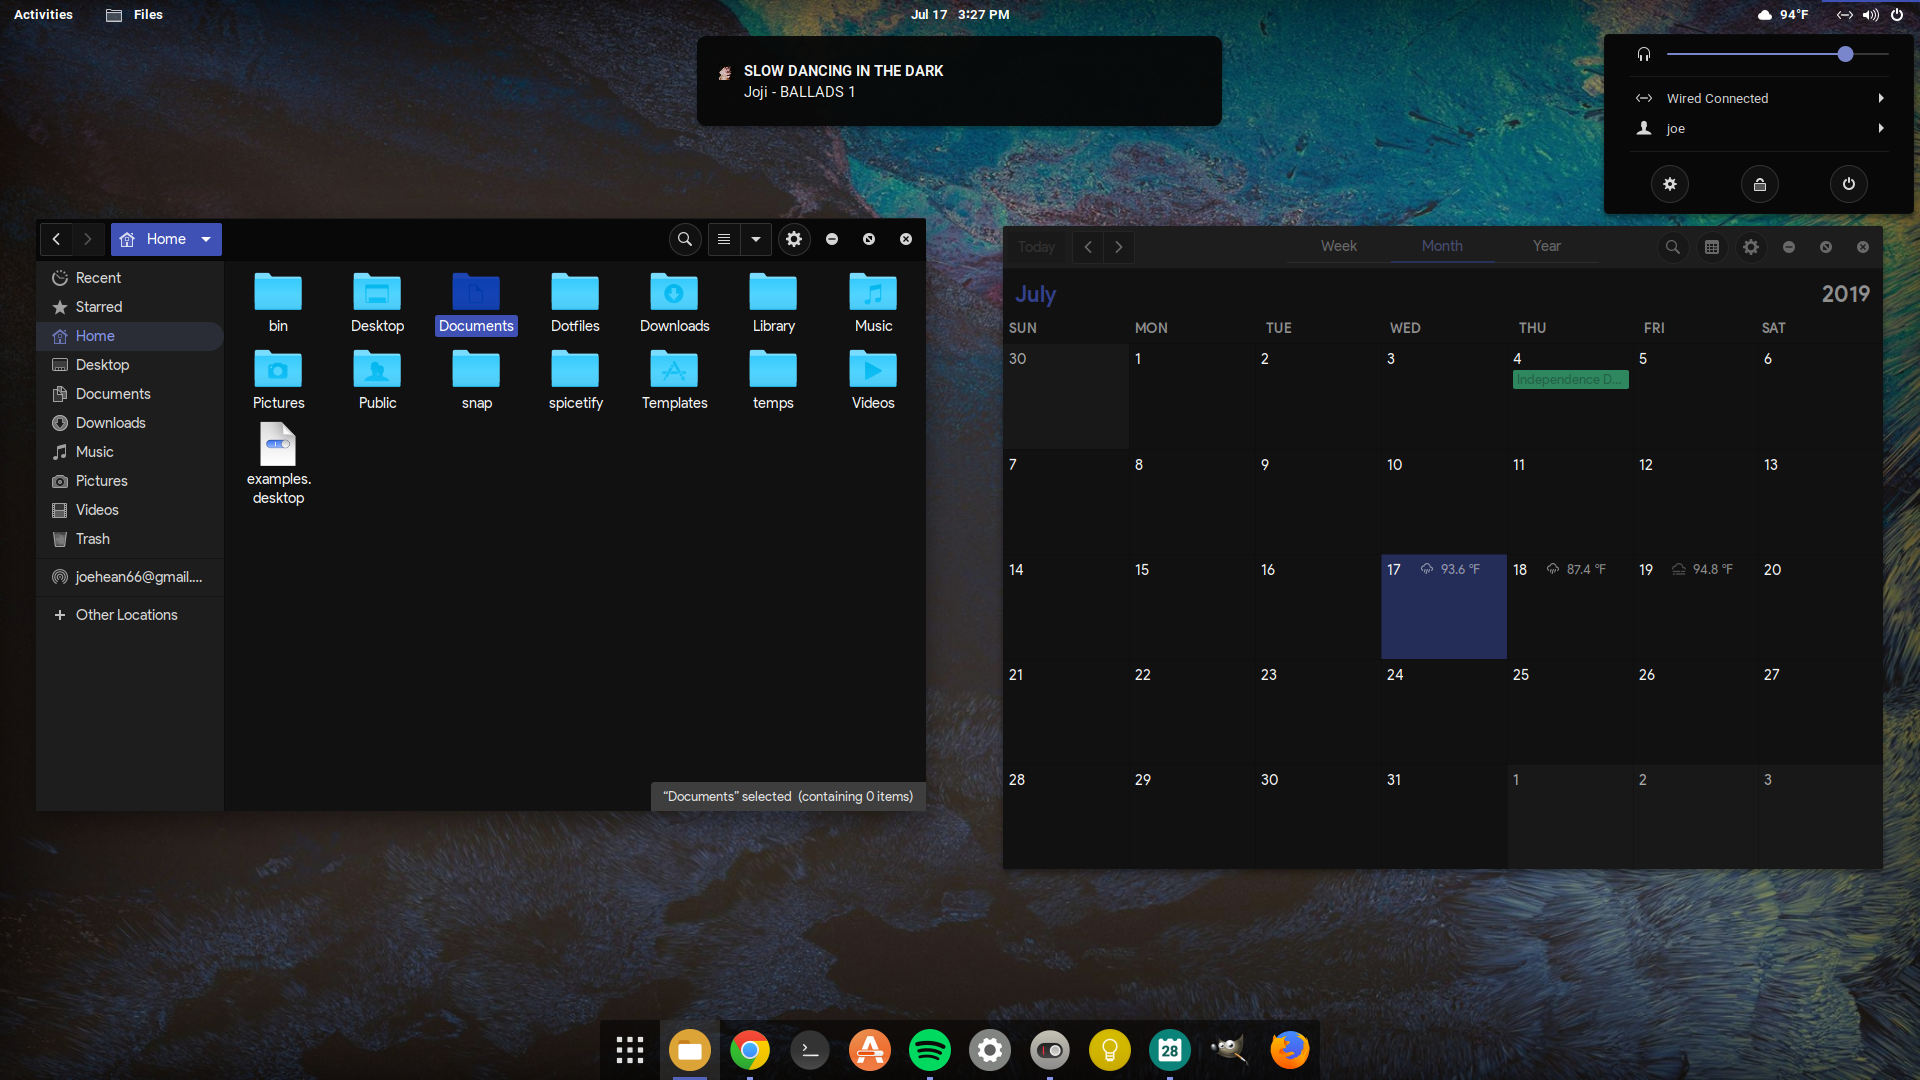 Activities
Files
Jul 17 3:27 PM
94°F
SLOW DANCING IN THE DARK
Joji - BALLADS 1
Wired Connected
joe
Home
Recent
Starred
Home
Desktop
Documents
Downloads
Music
Pictures
Videos
Trash
joehean66@gmail....
Other Locations
bin
Desktop
Documents
Dotfiles
Downloads
Library
Music
Pictures
Public
snap
spicetify
Templates
temps
Videos
examples.
desktop
“Documents” selected (containing 0 items)
Today
Week
Month
Year
July
2019
SUN MON TUE WED THU FRI SAT
30 1 2 3 4 5 6
Independence D...
7 8 9 10 11 12 13
14 15 16 17 93.6 °F 18 87.4 °F 19 94.8 °F 20
21 22 23 24 25 26 27
28 29 30 31 1 2 3
28